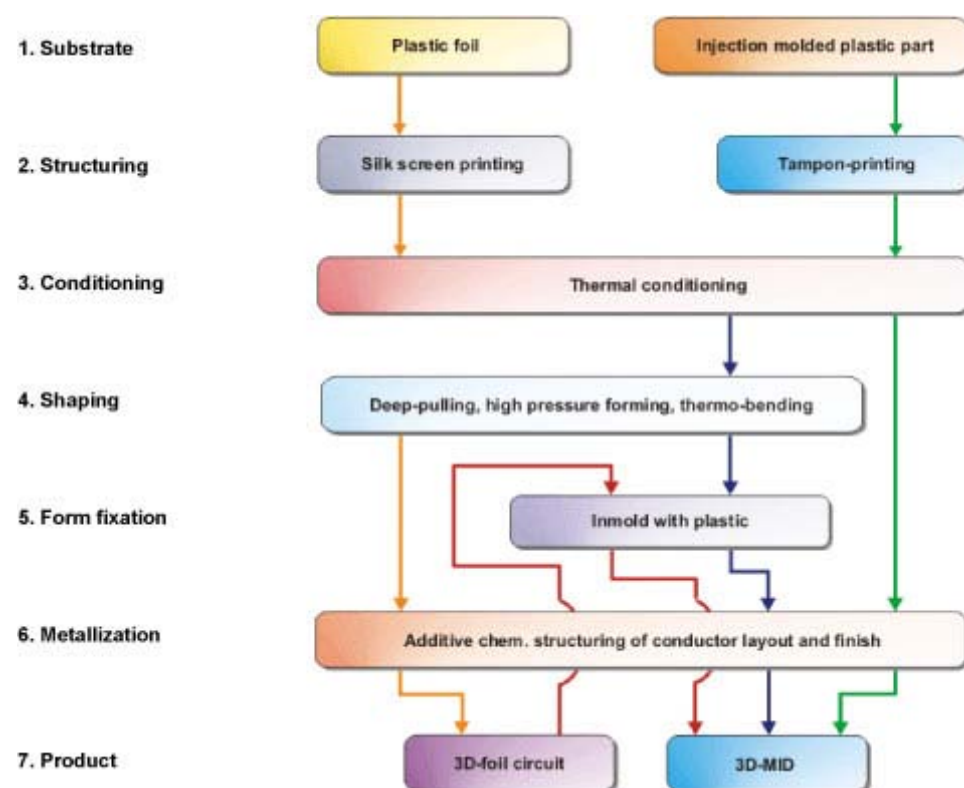 1. Substrate
Plastic foil
Injection molded plastic part
2. Structuring
Silk screen printing
Tampon-printing
3. Conditioning
Thermal conditioning
4. Shaping
Deep-pulling, high pressure forming, thermo-bending
5. Form fixation
Inmold with plastic
6. Metallization
Additive chem. structuring of conductor layout and finish
7. Product
3D-foil circuit
3D-MID